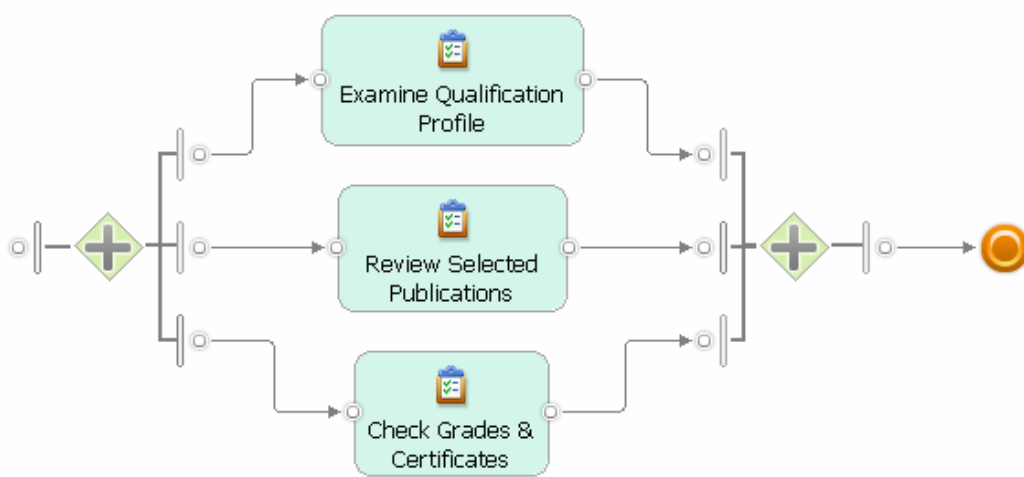 Examine Qualification
Profile
Review Selected
Publications
Check Grades &
Certificates